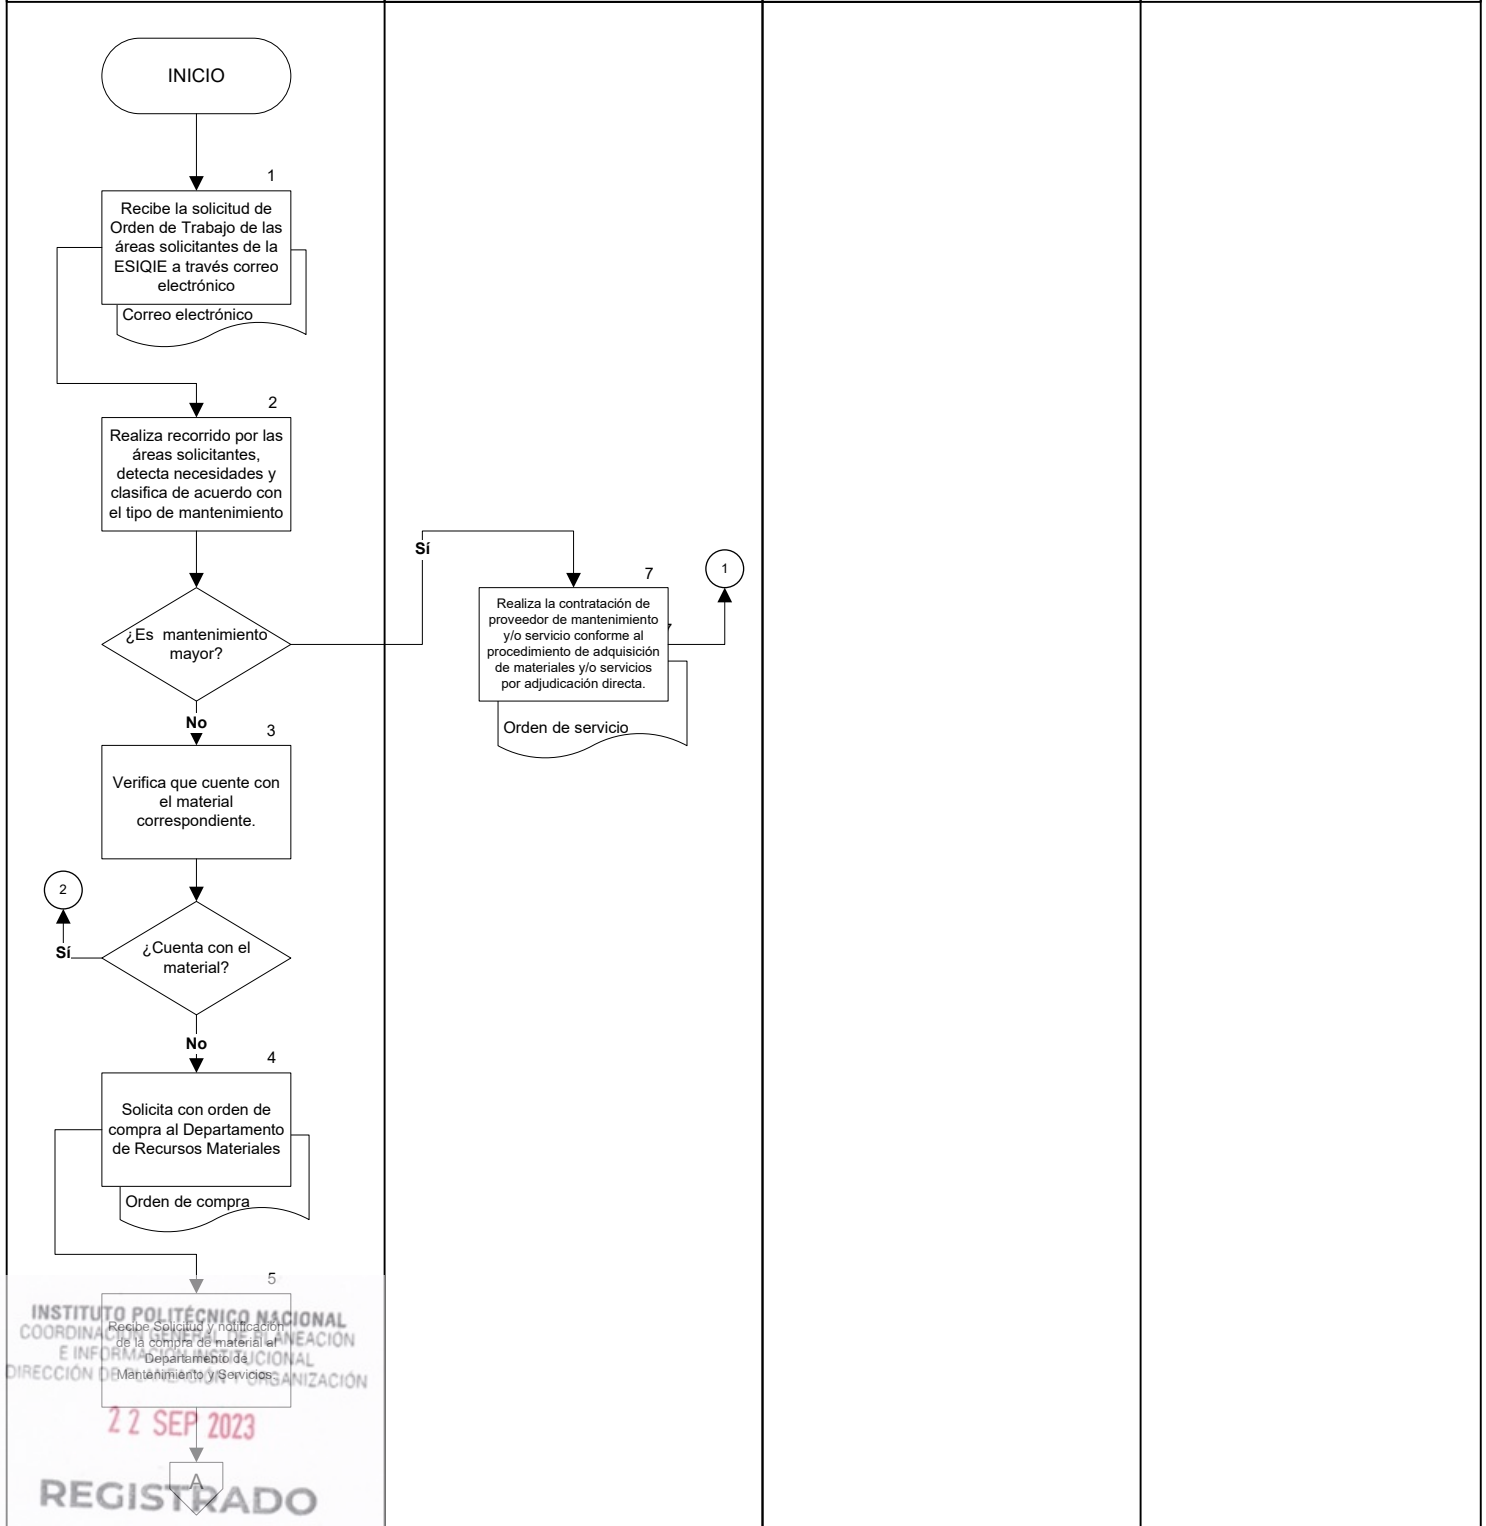 INICIO
1
Recibe la solicitud de
Orden de Trabajo de las
áreas solicitantes de la
ESIQIE a través correo
electrónico
Correo electrónico
2
Realiza recorrido por las
áreas solicitantes,
detecta necesidades y
clasifica de acuerdo con
el tipo de mantenimiento
¿Es mantenimiento
mayor?
Sí
7
Realiza la contratación de
proveedor de mantenimiento
y/o servicio conforme al
procedimiento de adquisición
de materiales y/o servicios
por adjudicación directa.
Orden de servicio
1
No
3
Verifica que cuente con
el material
correspondiente.
2
Sí
¿Cuenta con el
material?
No
4
Solicita con orden de
compra al Departamento
de Recursos Materiales
Orden de compra
5
Recibe Solicitud y notificación
de la compra de material al
Departamento de
Mantenimiento y Servicios.
INSTITUTO POLITÉCNICO NACIONAL
COORDINACIÓN GENERAL DE PLANEACIÓN
E INFORMACIÓN INSTITUCIONAL
DIRECCIÓN DE PLANEACIÓN Y ORGANIZACIÓN
22 SEP 2023
A
REGISTRADO